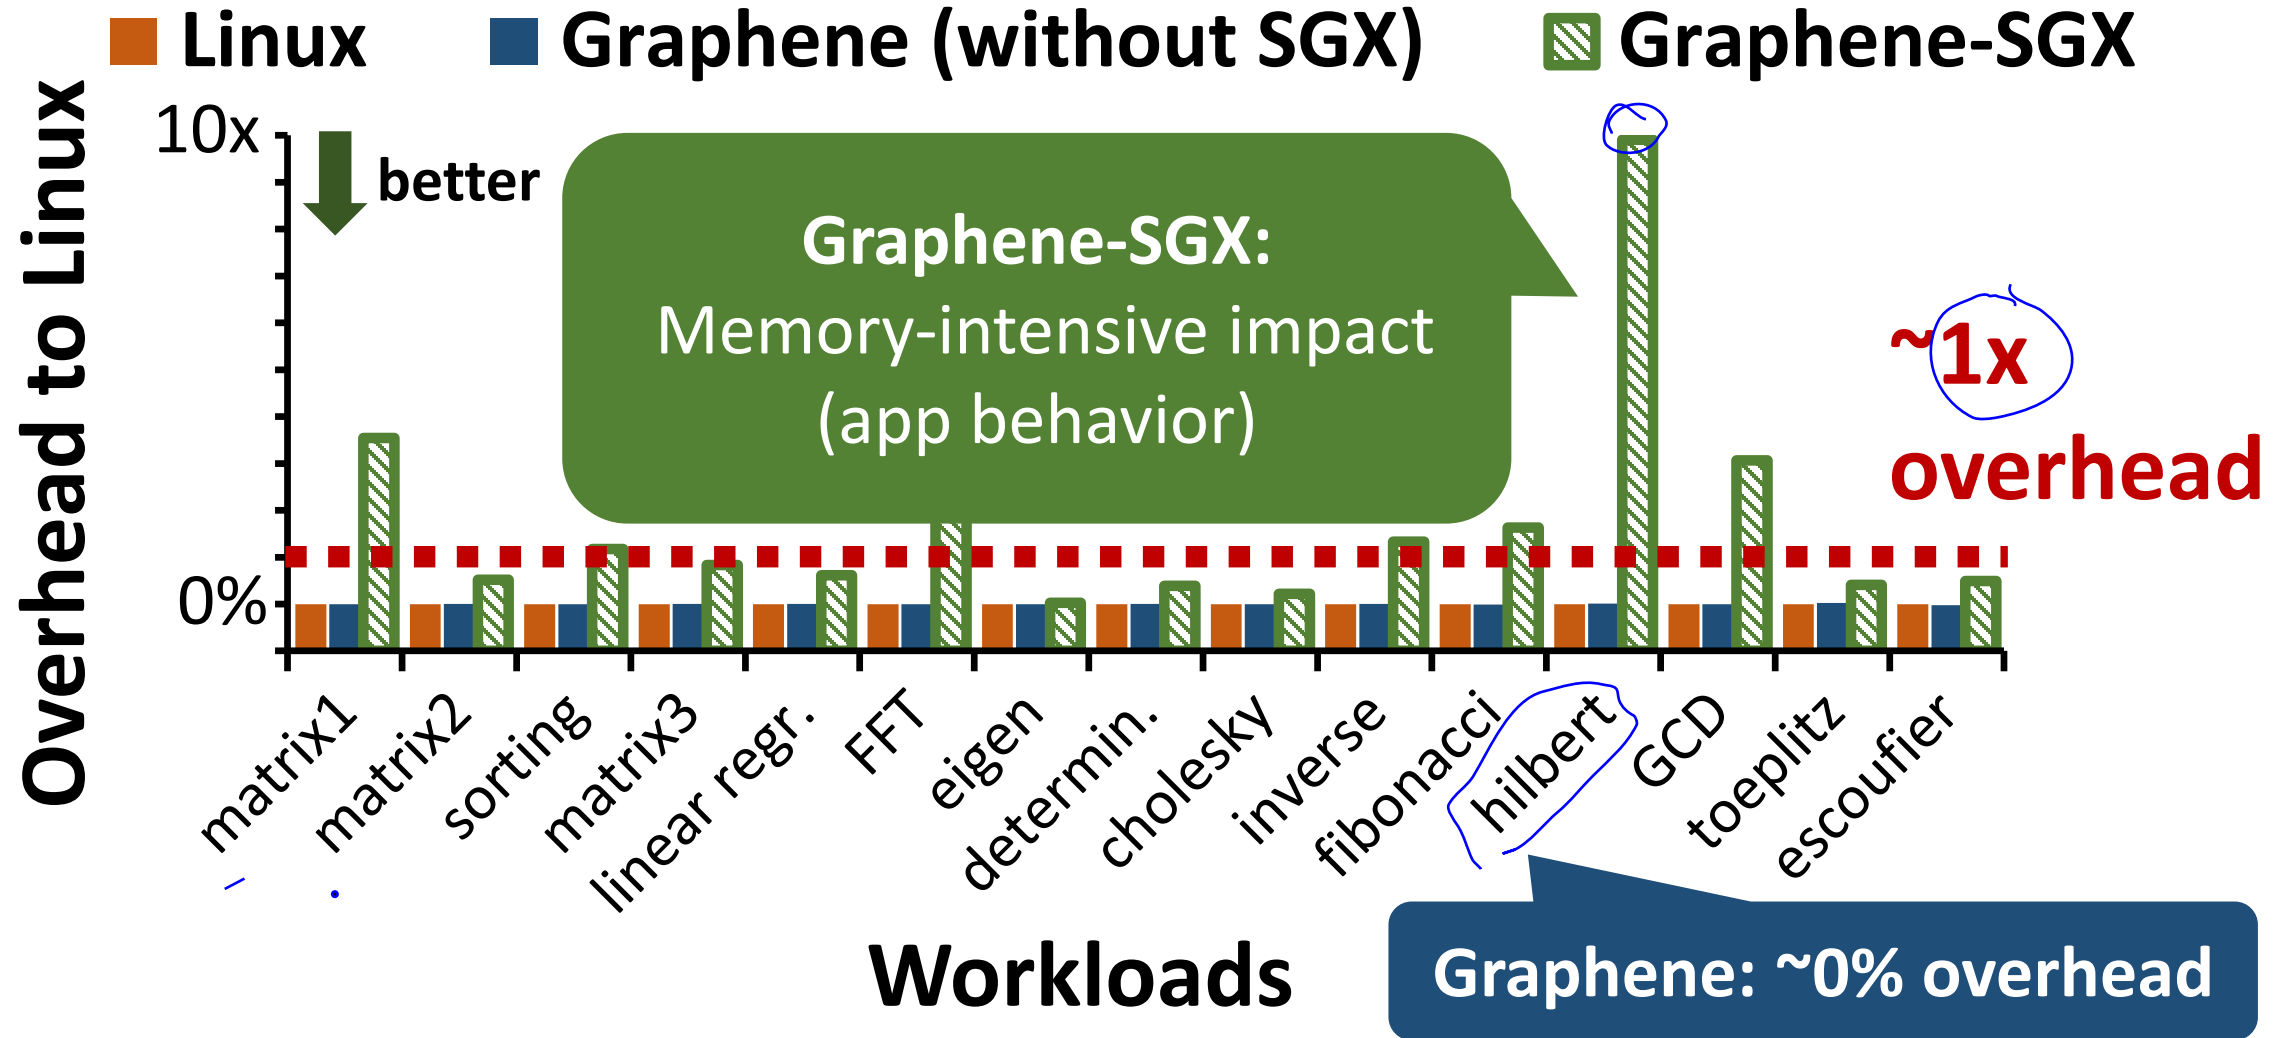 Linux
Graphene (without SGX)
Graphene-SGX
Overhead to Linux
10x
better
Graphene-SGX:
Memory-intensive impact
(app behavior)
~1x
overhead
0%
matrix1
matrix2
sorting
matrix3
linear regr.
FFT
eigen
determin.
cholesky
inverse
fibonacci
hilbert
GCD
toeplitz
escoufier
Workloads
Graphene: ~0% overhead